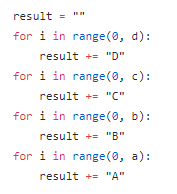 result = ""
for i in range(0, d):
    result += "D"
for i in range(0, c):
    result += "C"
for i in range(0, b):
    result += "B"
for i in range(0, a):
    result += "A"